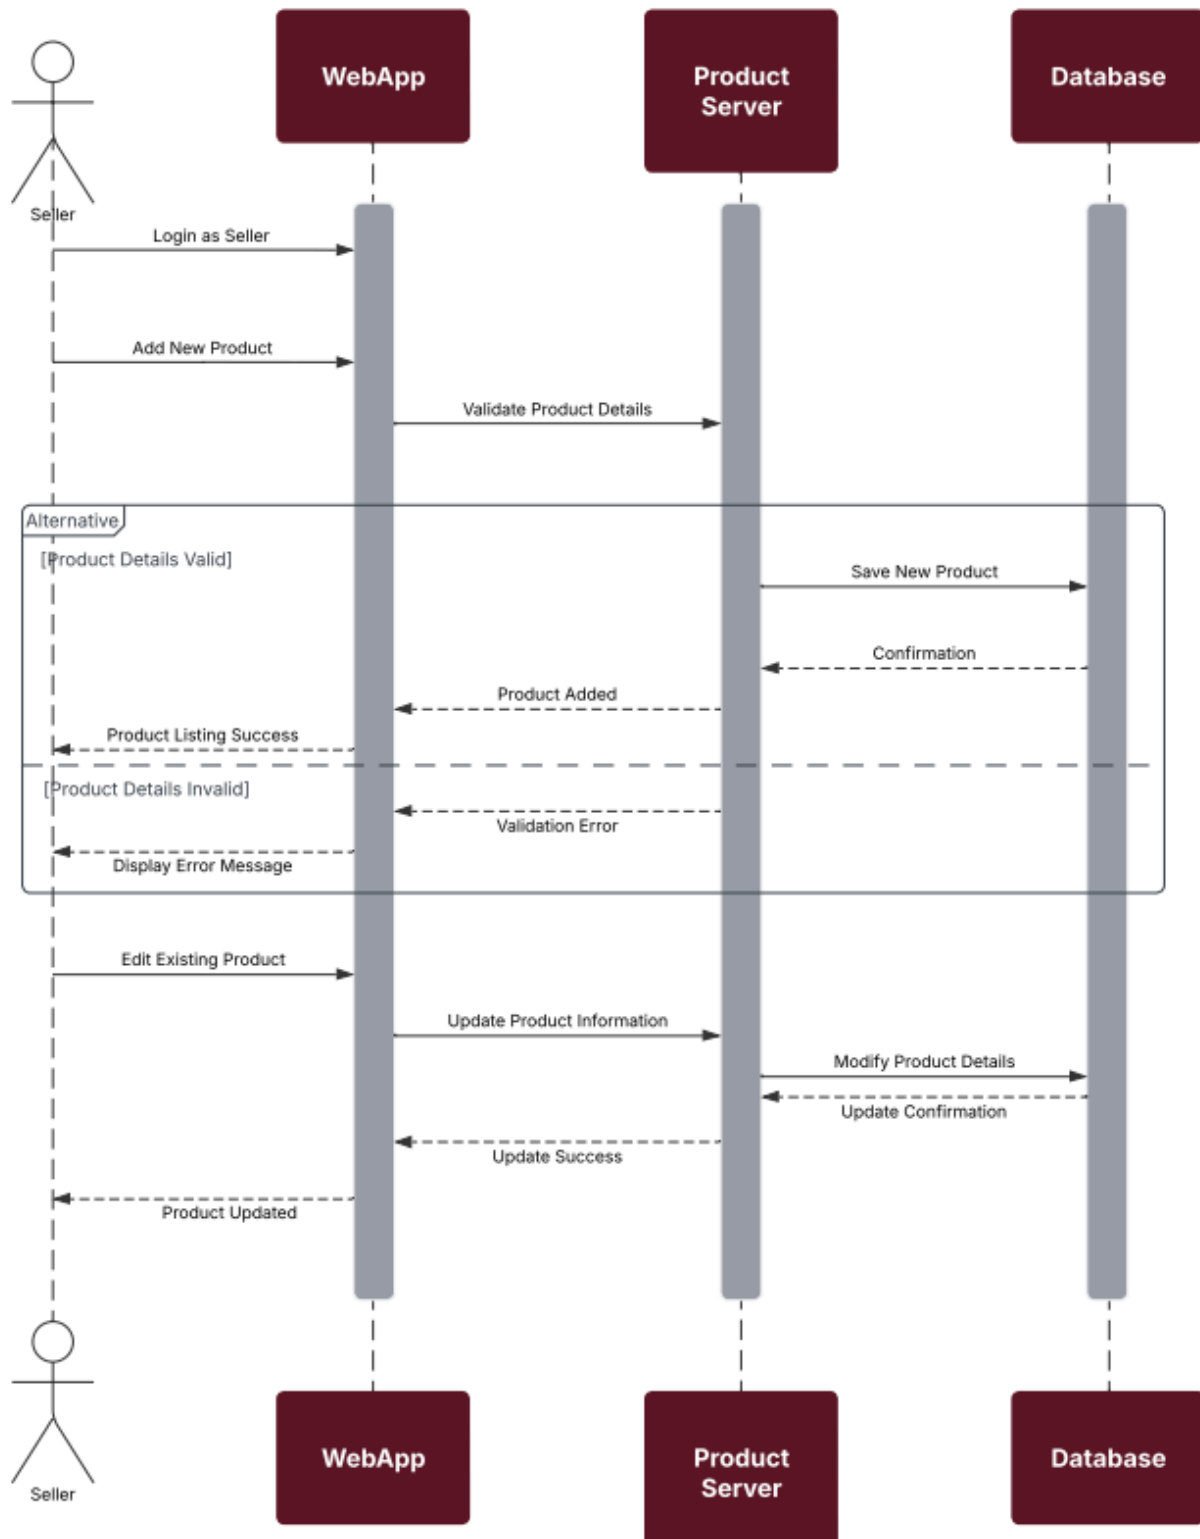 WebApp
Product
Server
Database
Seller
Login as Seller
Add New Product
Validate Product Details
Alternative
[Product Details Valid]
Save New Product
Confirmation
Product Added
Product Listing Success
[Product Details Invalid]
Validation Error
Display Error Message
Edit Existing Product
Update Product Information
Modify Product Details
Update Confirmation
Update Success
Product Updated
WebApp
Product
Server
Database
Seller